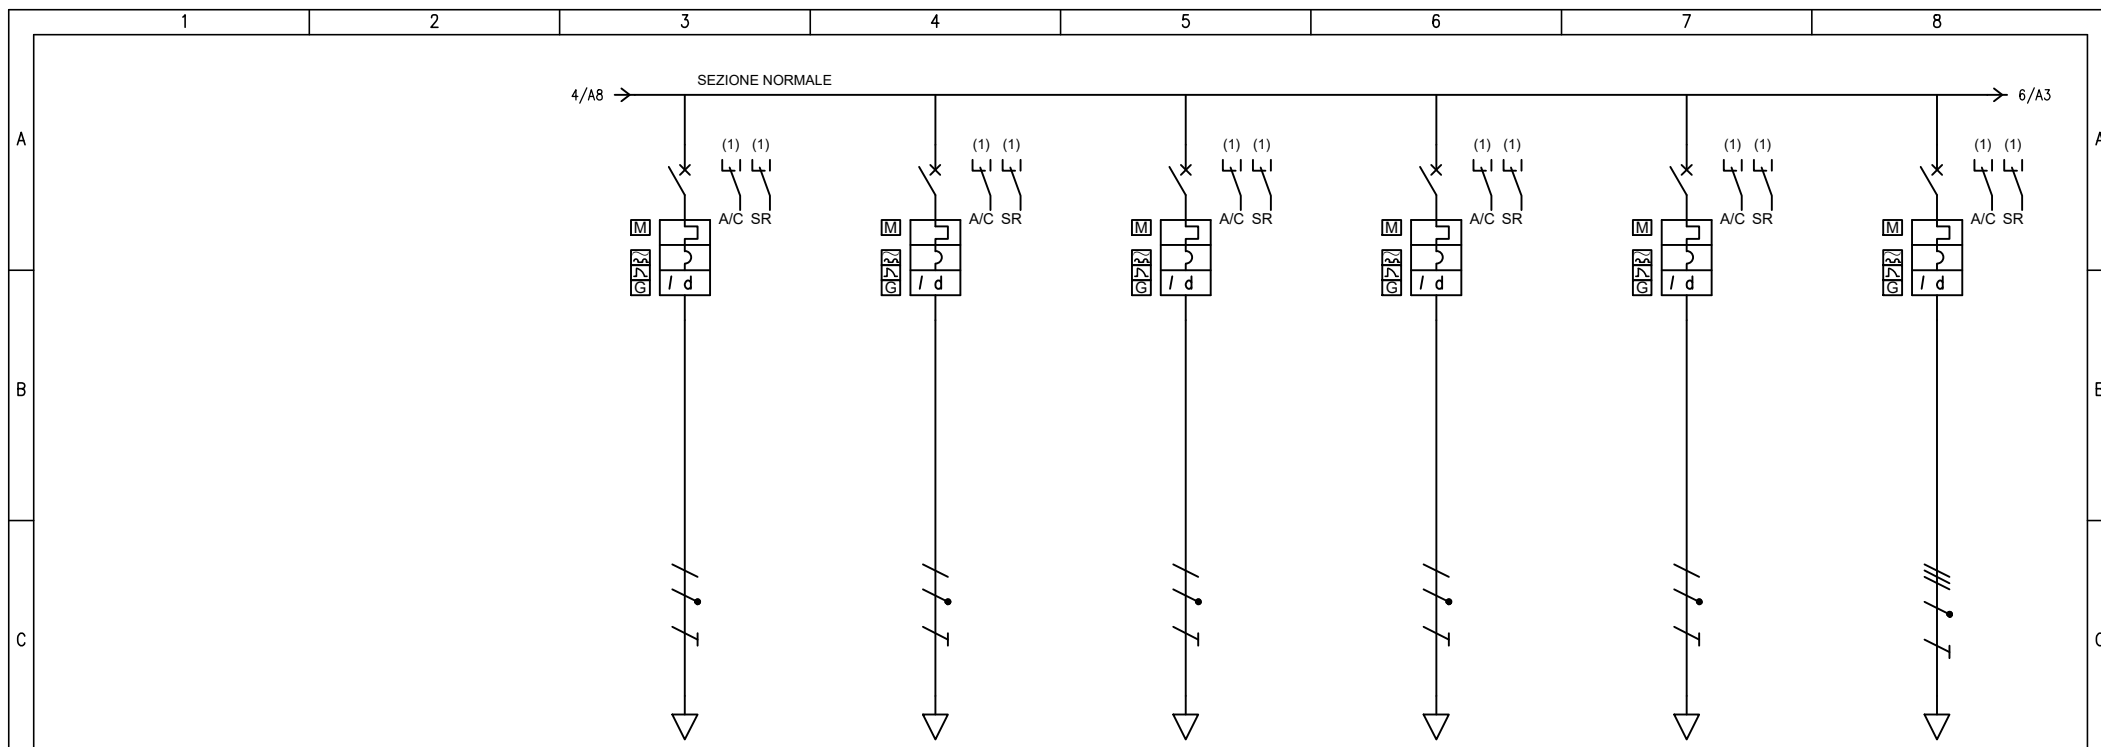 1 2 3 4 5 6 7 8
SEZIONE NORMALE
4/A8 6/A3
A A
(1) (1) (1) (1) (1) (1) (1) (1) (1) (1) (1) (1)
A/C SR A/C SR A/C SR A/C SR A/C SR A/C SR
M M M M M M
G I d G I d G I d G I d G I d G I d
B
C